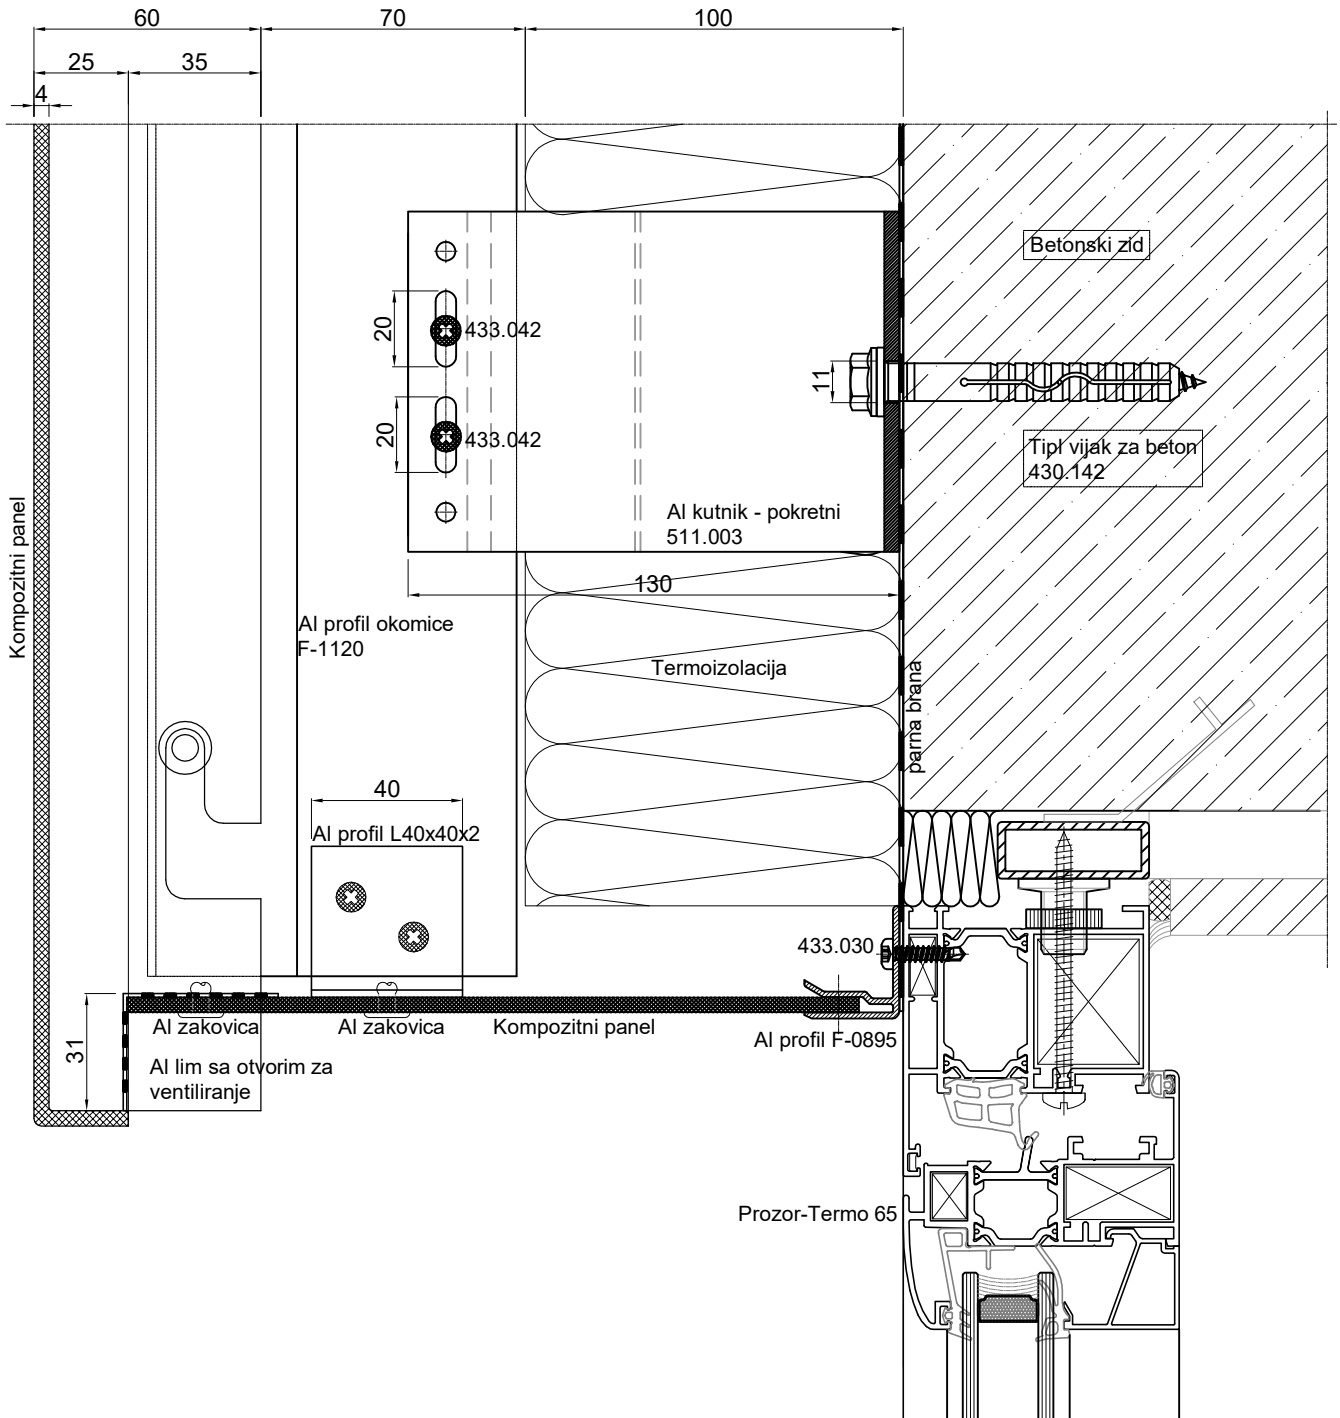 60
70
100
25
35
4
Betonski zid
20
433.042
11
20
433.042
Tipl vijak za beton
430.142
Al kutnik - pokretni
511.003
Kompozitni panel
130
Al profil okomice
F-1120
Termoizolacija
parna brana
40
Al profil L40x40x2
433.030
Al zakovica
Al zakovica
Kompozitni panel
Al profil F-0895
31
Al lim sa otvorim za
ventiliranje
Prozor-Termo 65